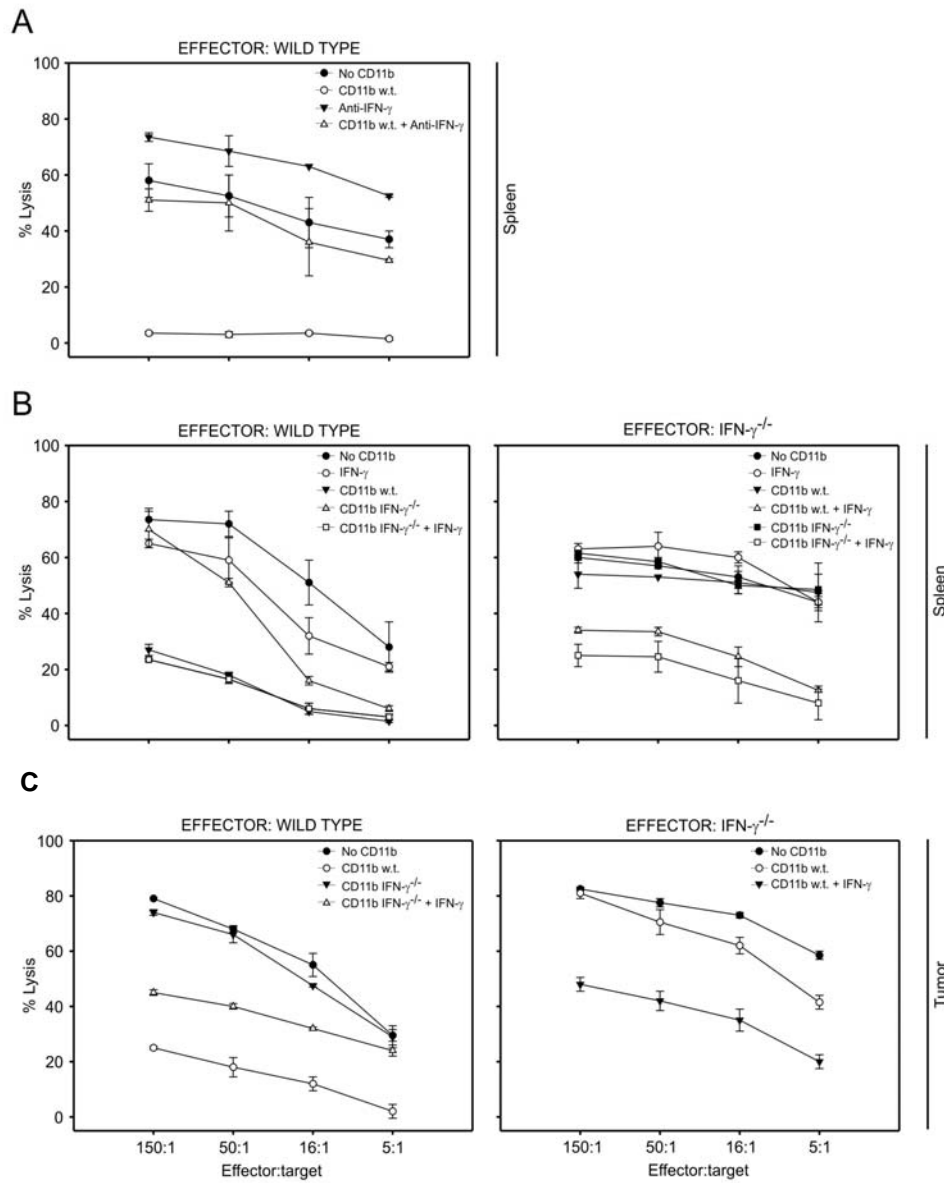 A
EFFECTOR: WILD TYPE
100
80
60
40
20
0
% Lysis
No CD11b
CD11b w.t.
Anti-IFN-γ
CD11b w.t. + Anti-IFN-γ
Spleen
B
EFFECTOR: WILD TYPE
100
80
60
40
20
0
% Lysis
No CD11b
IFN-γ
CD11b w.t.
CD11b IFN-γ-/-
CD11b IFN-γ-/- + IFN-γ
EFFECTOR: IFN-γ-/-
No CD11b
IFN-γ
CD11b w.t.
CD11b w.t. + IFN-γ
CD11b IFN-γ-/-
CD11b IFN-γ-/- + IFN-γ
Spleen
C
EFFECTOR: WILD TYPE
100
80
60
40
20
0
% Lysis
No CD11b
CD11b w.t.
CD11b IFN-γ-/-
CD11b IFN-γ-/- + IFN-γ
150:1 50:1 16:1 5:1
Effector:target
EFFECTOR: IFN-γ-/-
No CD11b
CD11b w.t.
CD11b w.t. + IFN-γ
150:1 50:1 16:1 5:1
Effector:target
Tumor